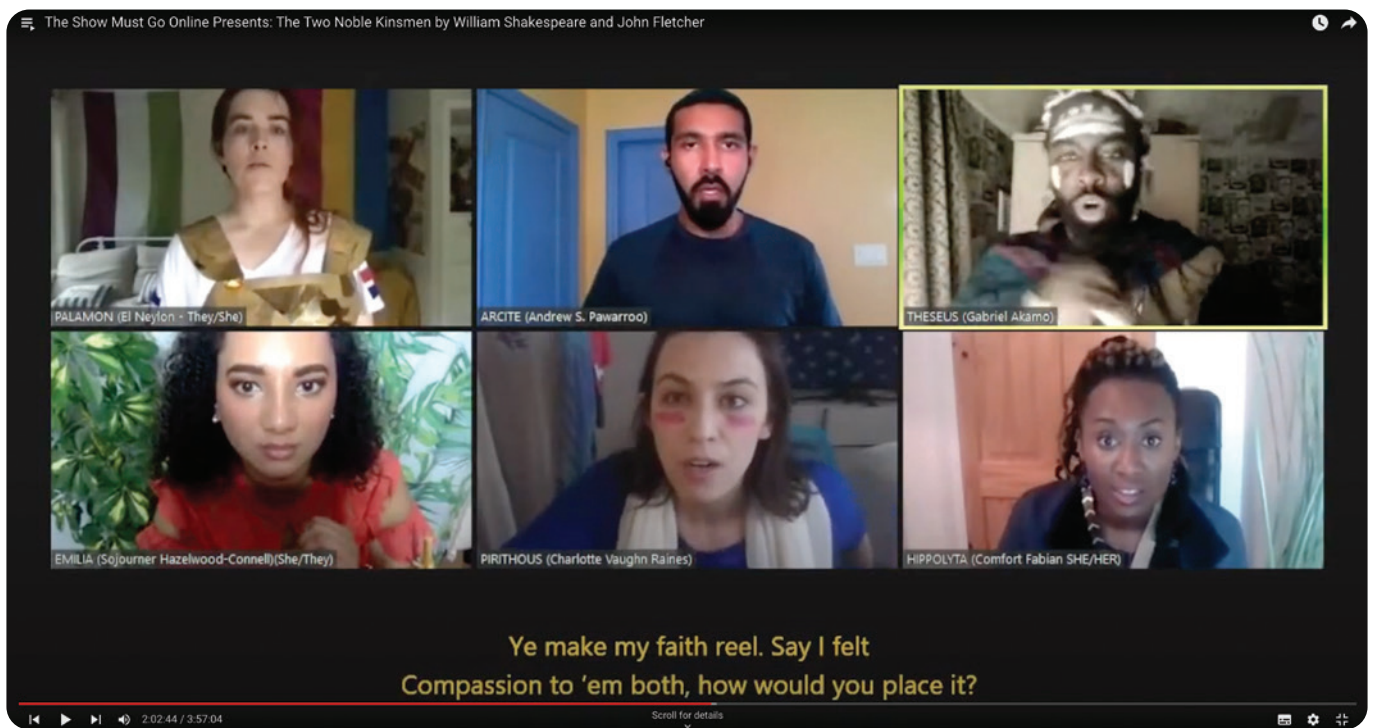 The Show Must Go Online Presents: The Two Noble Kinsmen by William Shakespeare and John Fletcher
PALAMON (El Neylon - They/She)
ARCITE (Andrew S. Pawarroo)
THESEUS (Gabriel Akamo)
EMILIA (Sojourner Hazelwood-Connell)(She/They)
PIRITHOUS (Charlotte Vaughn Raines)
HIPPOLYTA (Comfort Fabian SHE/HER)
Ye make my faith reel. Say I felt
Compassion to 'em both, how would you place it?
2:02:44 / 3:57:04
Scroll for details